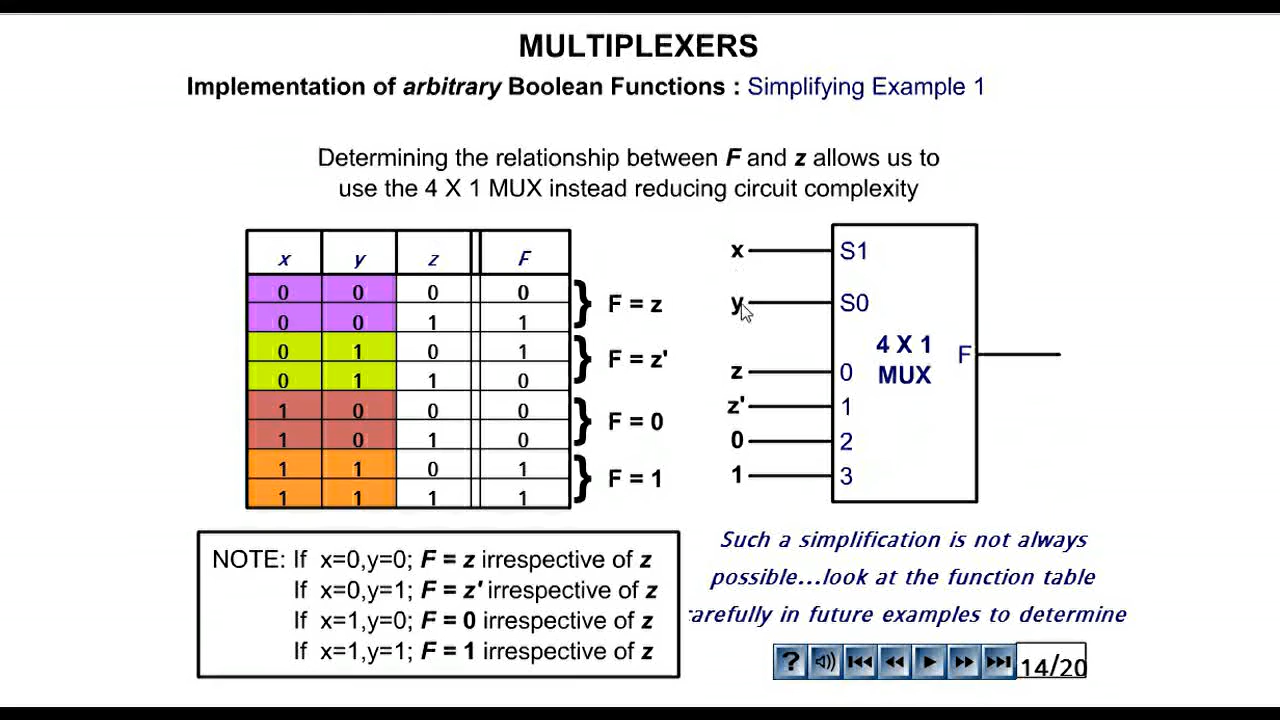 MULTIPLEXERS
Implementation of arbitrary Boolean Functions : Simplifying Example 1
Determining the relationship between F and z allows us to
use the 4 X 1 MUX instead reducing circuit complexity
x y z F
0 0 0 0
0 0 1 1
0 1 0 1
0 1 1 0
1 0 0 0
1 0 1 0
1 1 0 1
1 1 1 1
} F = z
} F = z'
} F = 0
} F = 1
x S1
y S0
4 X 1
MUX
F
z 0
z' 1
0 2
1 3
NOTE: If x=0,y=0; F = z irrespective of z
If x=0,y=1; F = z' irrespective of z
If x=1,y=0; F = 0 irrespective of z
If x=1,y=1; F = 1 irrespective of z
Such a simplification is not always
possible...look at the function table
arefully in future examples to determine
?
14/20